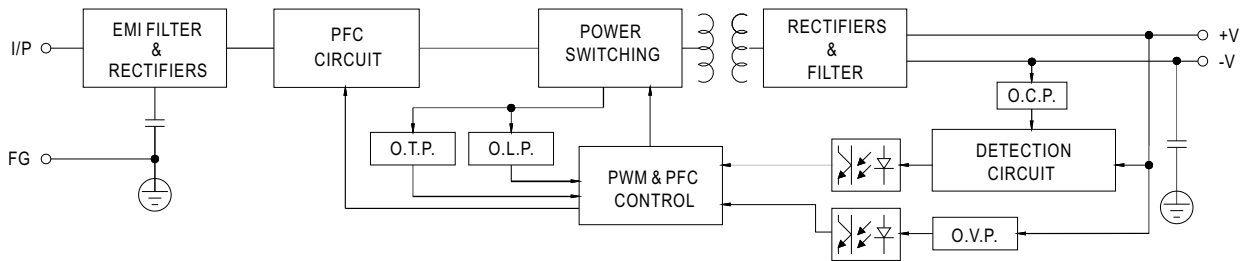 I/P
EMI FILTER
&
RECTIFIERS
PFC
CIRCUIT
POWER
SWITCHING
RECTIFIERS
&
FILTER
+V
-V
O.C.P.
FG
O.T.P.
O.L.P.
PWM & PFC
CONTROL
DETECTION
CIRCUIT
O.V.P.